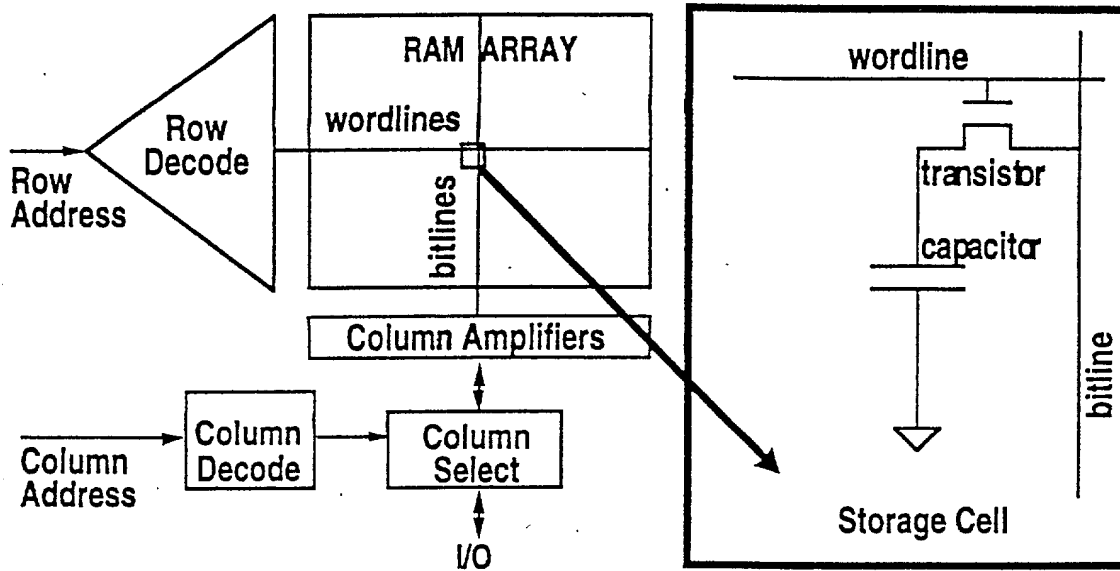 RAM ARRAY
Row
Decode
wordlines
Row
Address
bitlines
Column Amplifiers
Column
Decode
Column
Select
Column
Address
I/O
wordline
transistor
capacitor
bitline
Storage Cell